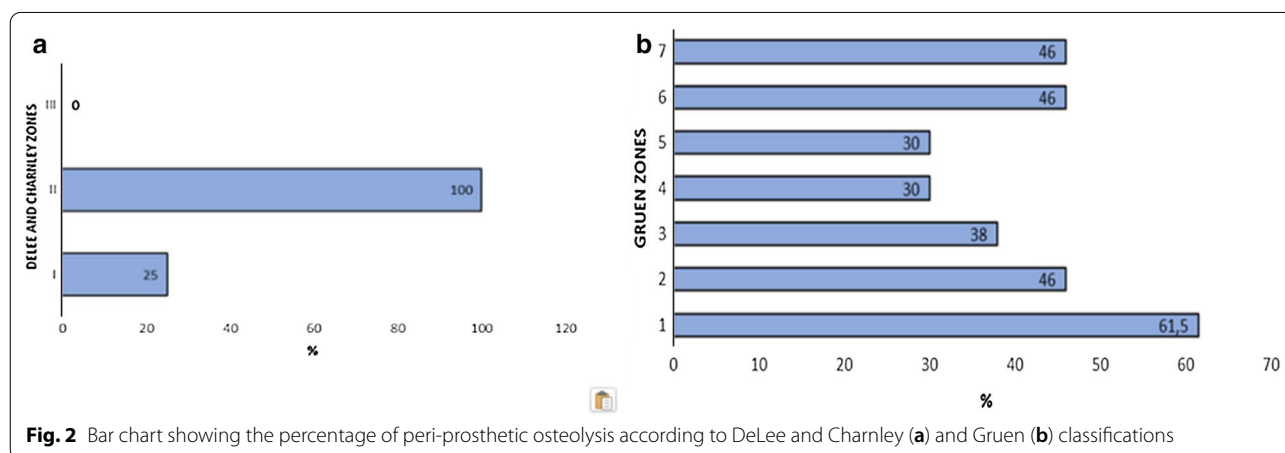 a
DELEE AND CHARNLEY ZONES
III 0
II 100
I 25
0 20 40 60 80 100 120
%
b
GRUEN ZONES
7 46
6 46
5 30
4 30
3 38
2 46
1 61,5
0 10 20 30 40 50 60 70
%
Fig. 2 Bar chart showing the percentage of peri-prosthetic osteolysis according to DeLee and Charnley (a) and Gruen (b) classifications